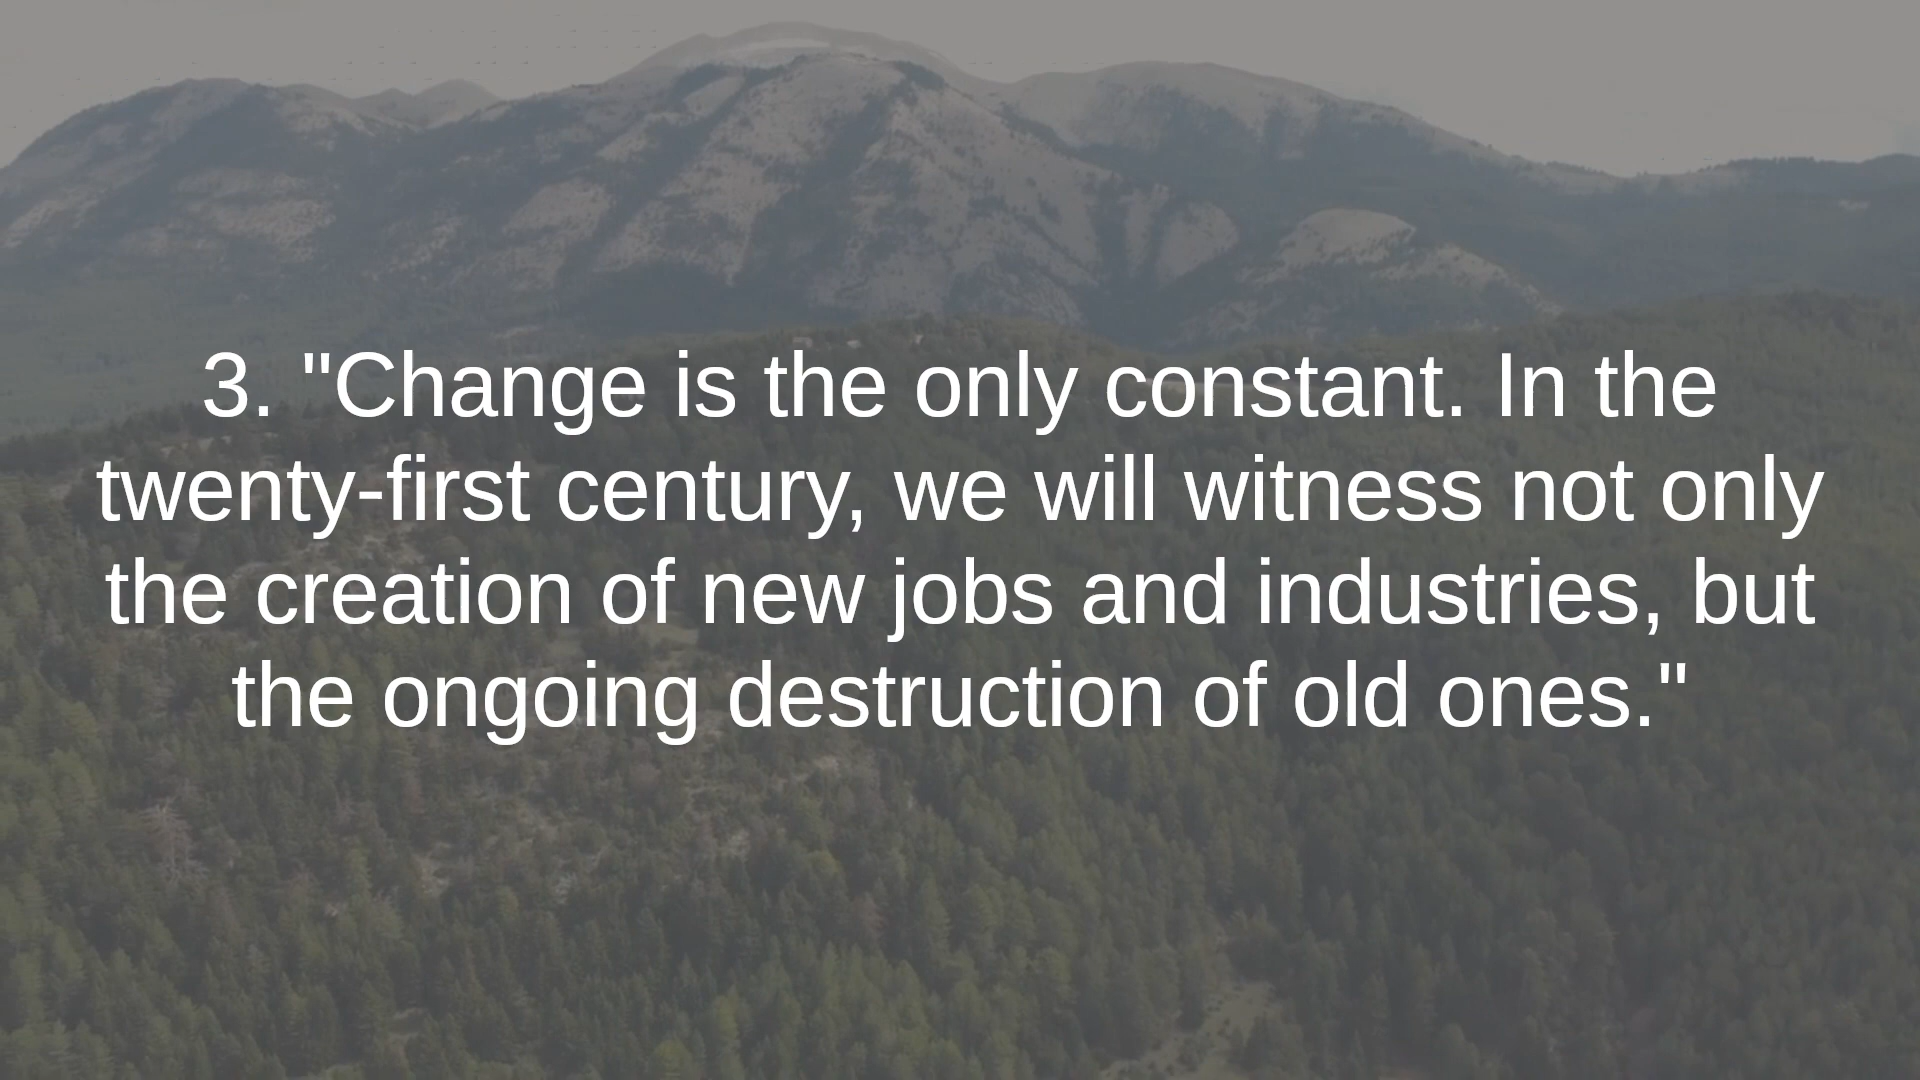 3. "Change is the only constant. In the
twenty-first century, we will witness not only
the creation of new jobs and industries, but
the ongoing destruction of old ones."